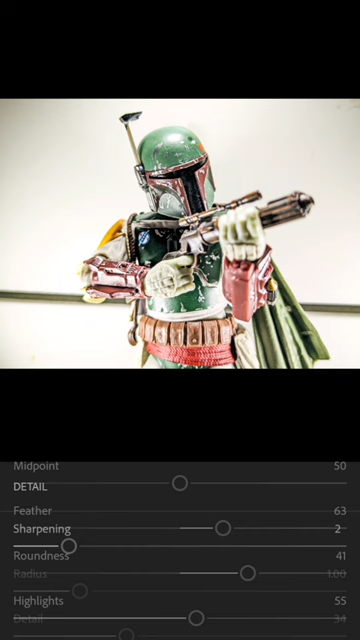 Midpoint 50
DETAIL
Feather 63
Sharpening 2
Roundness 41
Radius 1.00
Highlights 55
Detail 34